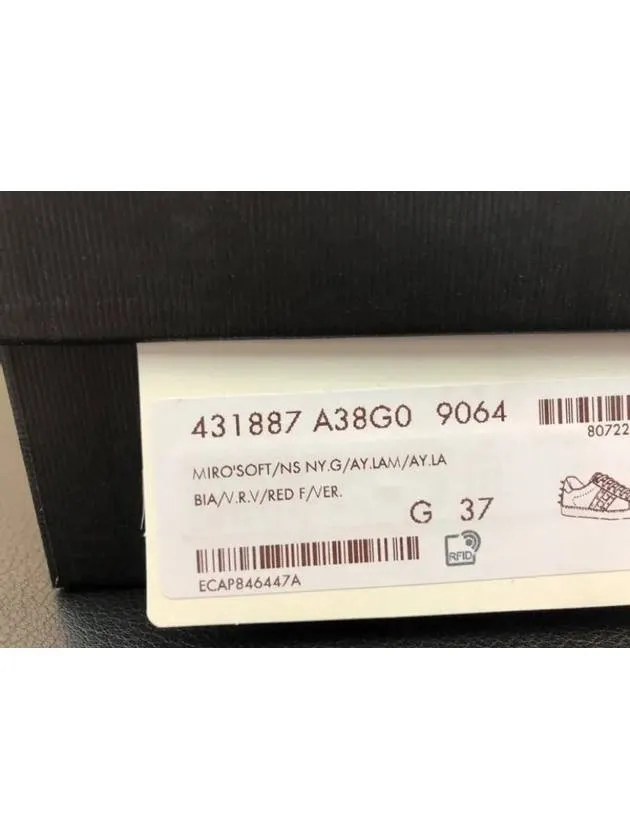 431887 A38G0 9064
80722
MIRO'SOFT/NS NY.G/AY.LAM/AY.LA
BIA/V.R.V/RED F/VER.
G 37
RFID
ECAP846447A